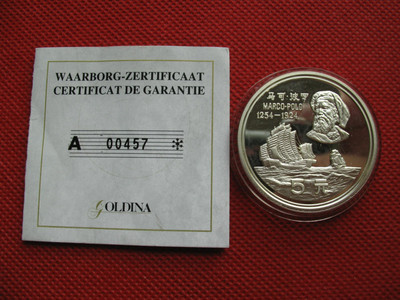 WAARBORG-ZERTIFICAAT
CERTIFICAT DE GARANTIE
A 00457 *
GOLDINA
马可·波罗
MARCO·POLO
1254-1324
5元